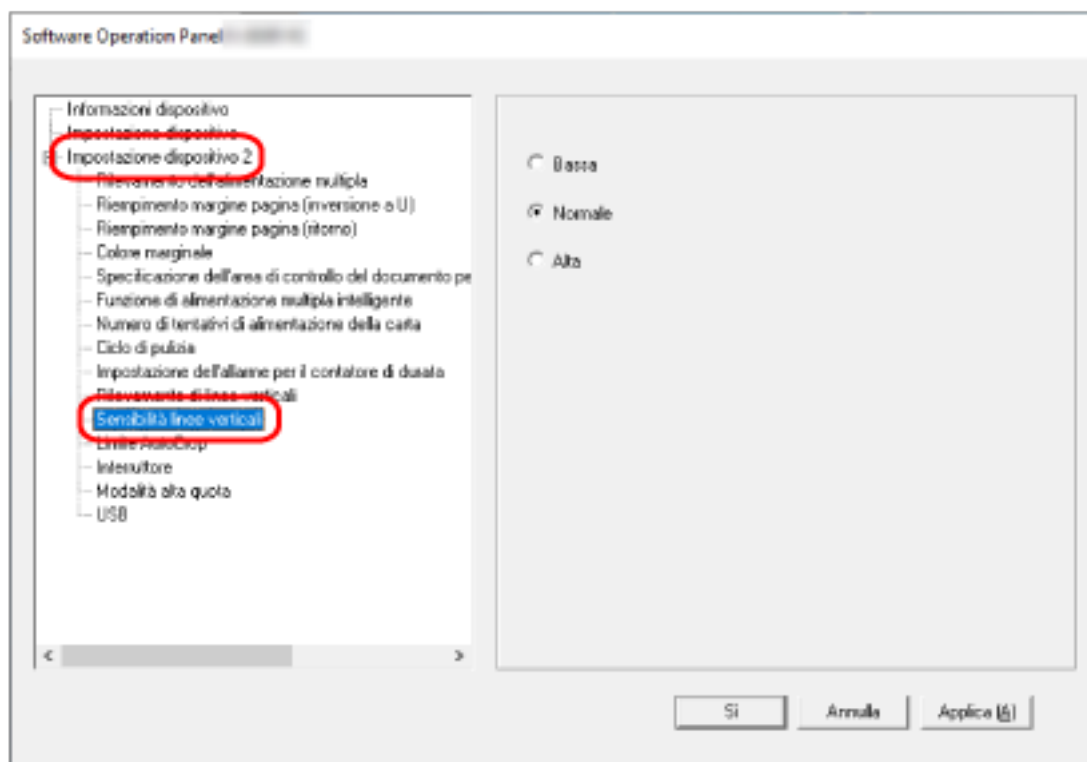 Software Operation Panel
Informazioni dispositivo
Impostazione dispositivo
Impostazione dispositivo 2
Rilevamento dell'alimentazione multipla
Riempimento margine pagina (inversione a U)
Riempimento margine pagina (ritorno)
Colore marginale
Specificazione dell'area di controllo del documento pe
Funzione di alimentazione multipla intelligente
Numero di tentativi di alimentazione della carta
Ciclo di pulizia
Impostazione dell'allarme per il contatore di durata
Rilevamento di linee verticali
Sensibilità linee verticali
Limite AutoCrop
Interruttore
Modalità alta quota
USB
Bassa
Normale
Alta
Sì
Annulla
Applica (A)